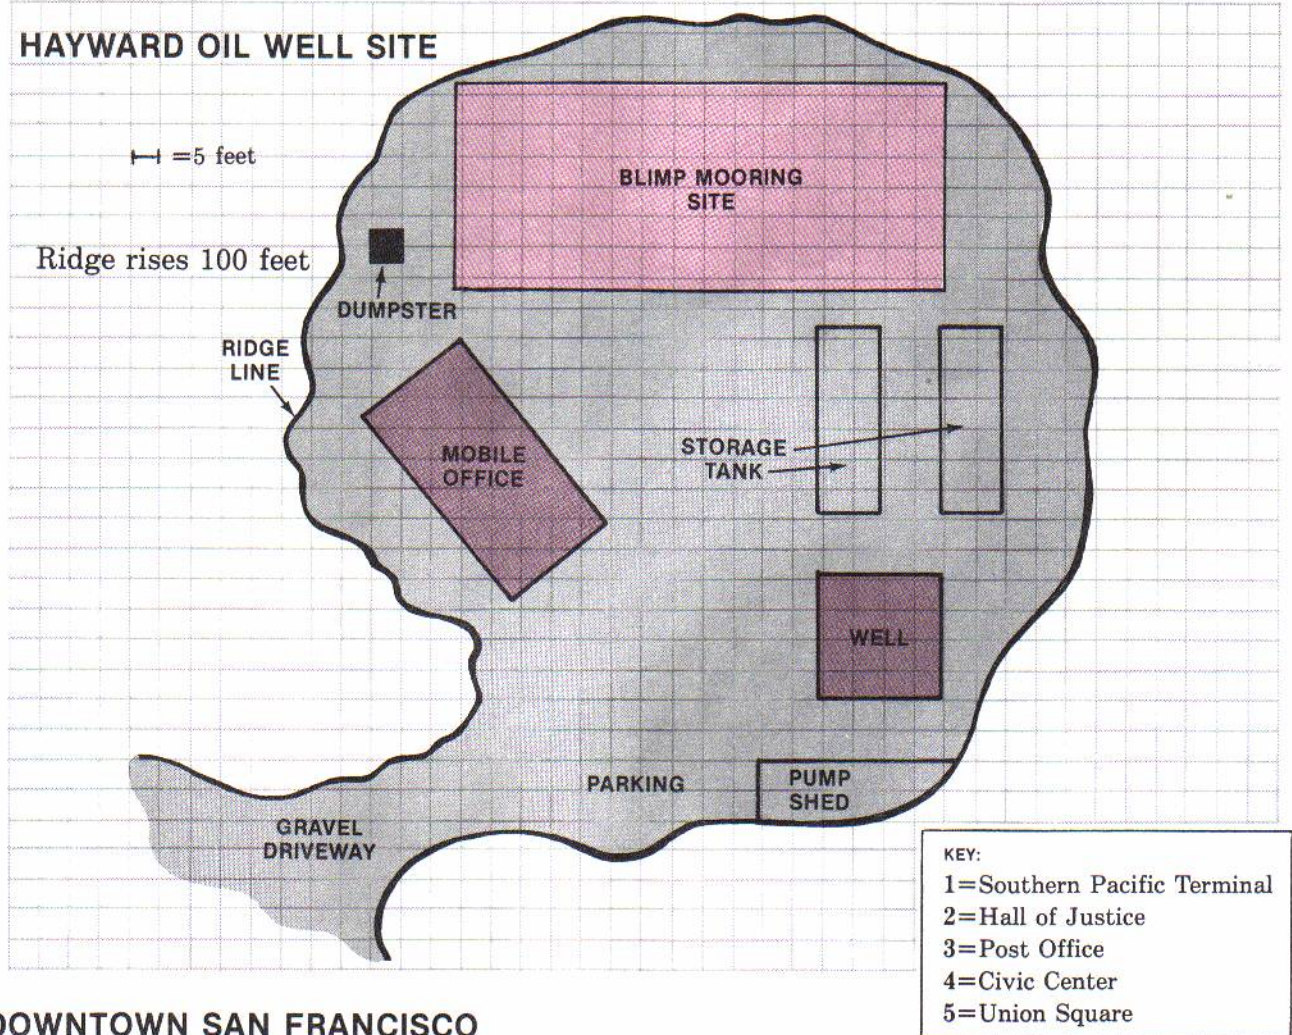 HAYWARD OIL WELL SITE
=5 feet
BLIMP MOORING
SITE
Ridge rises 100 feet
DUMPSTER
RIDGE
LINE
MOBILE
OFFICE
STORAGE
TANK
WELL
PARKING
PUMP
SHED
GRAVEL
DRIVEWAY
KEY:
1=Southern Pacific Terminal
2=Hall of Justice
3=Post Office
4=Civic Center
5=Union Square
DOWNTOWN SAN FRANCISCO